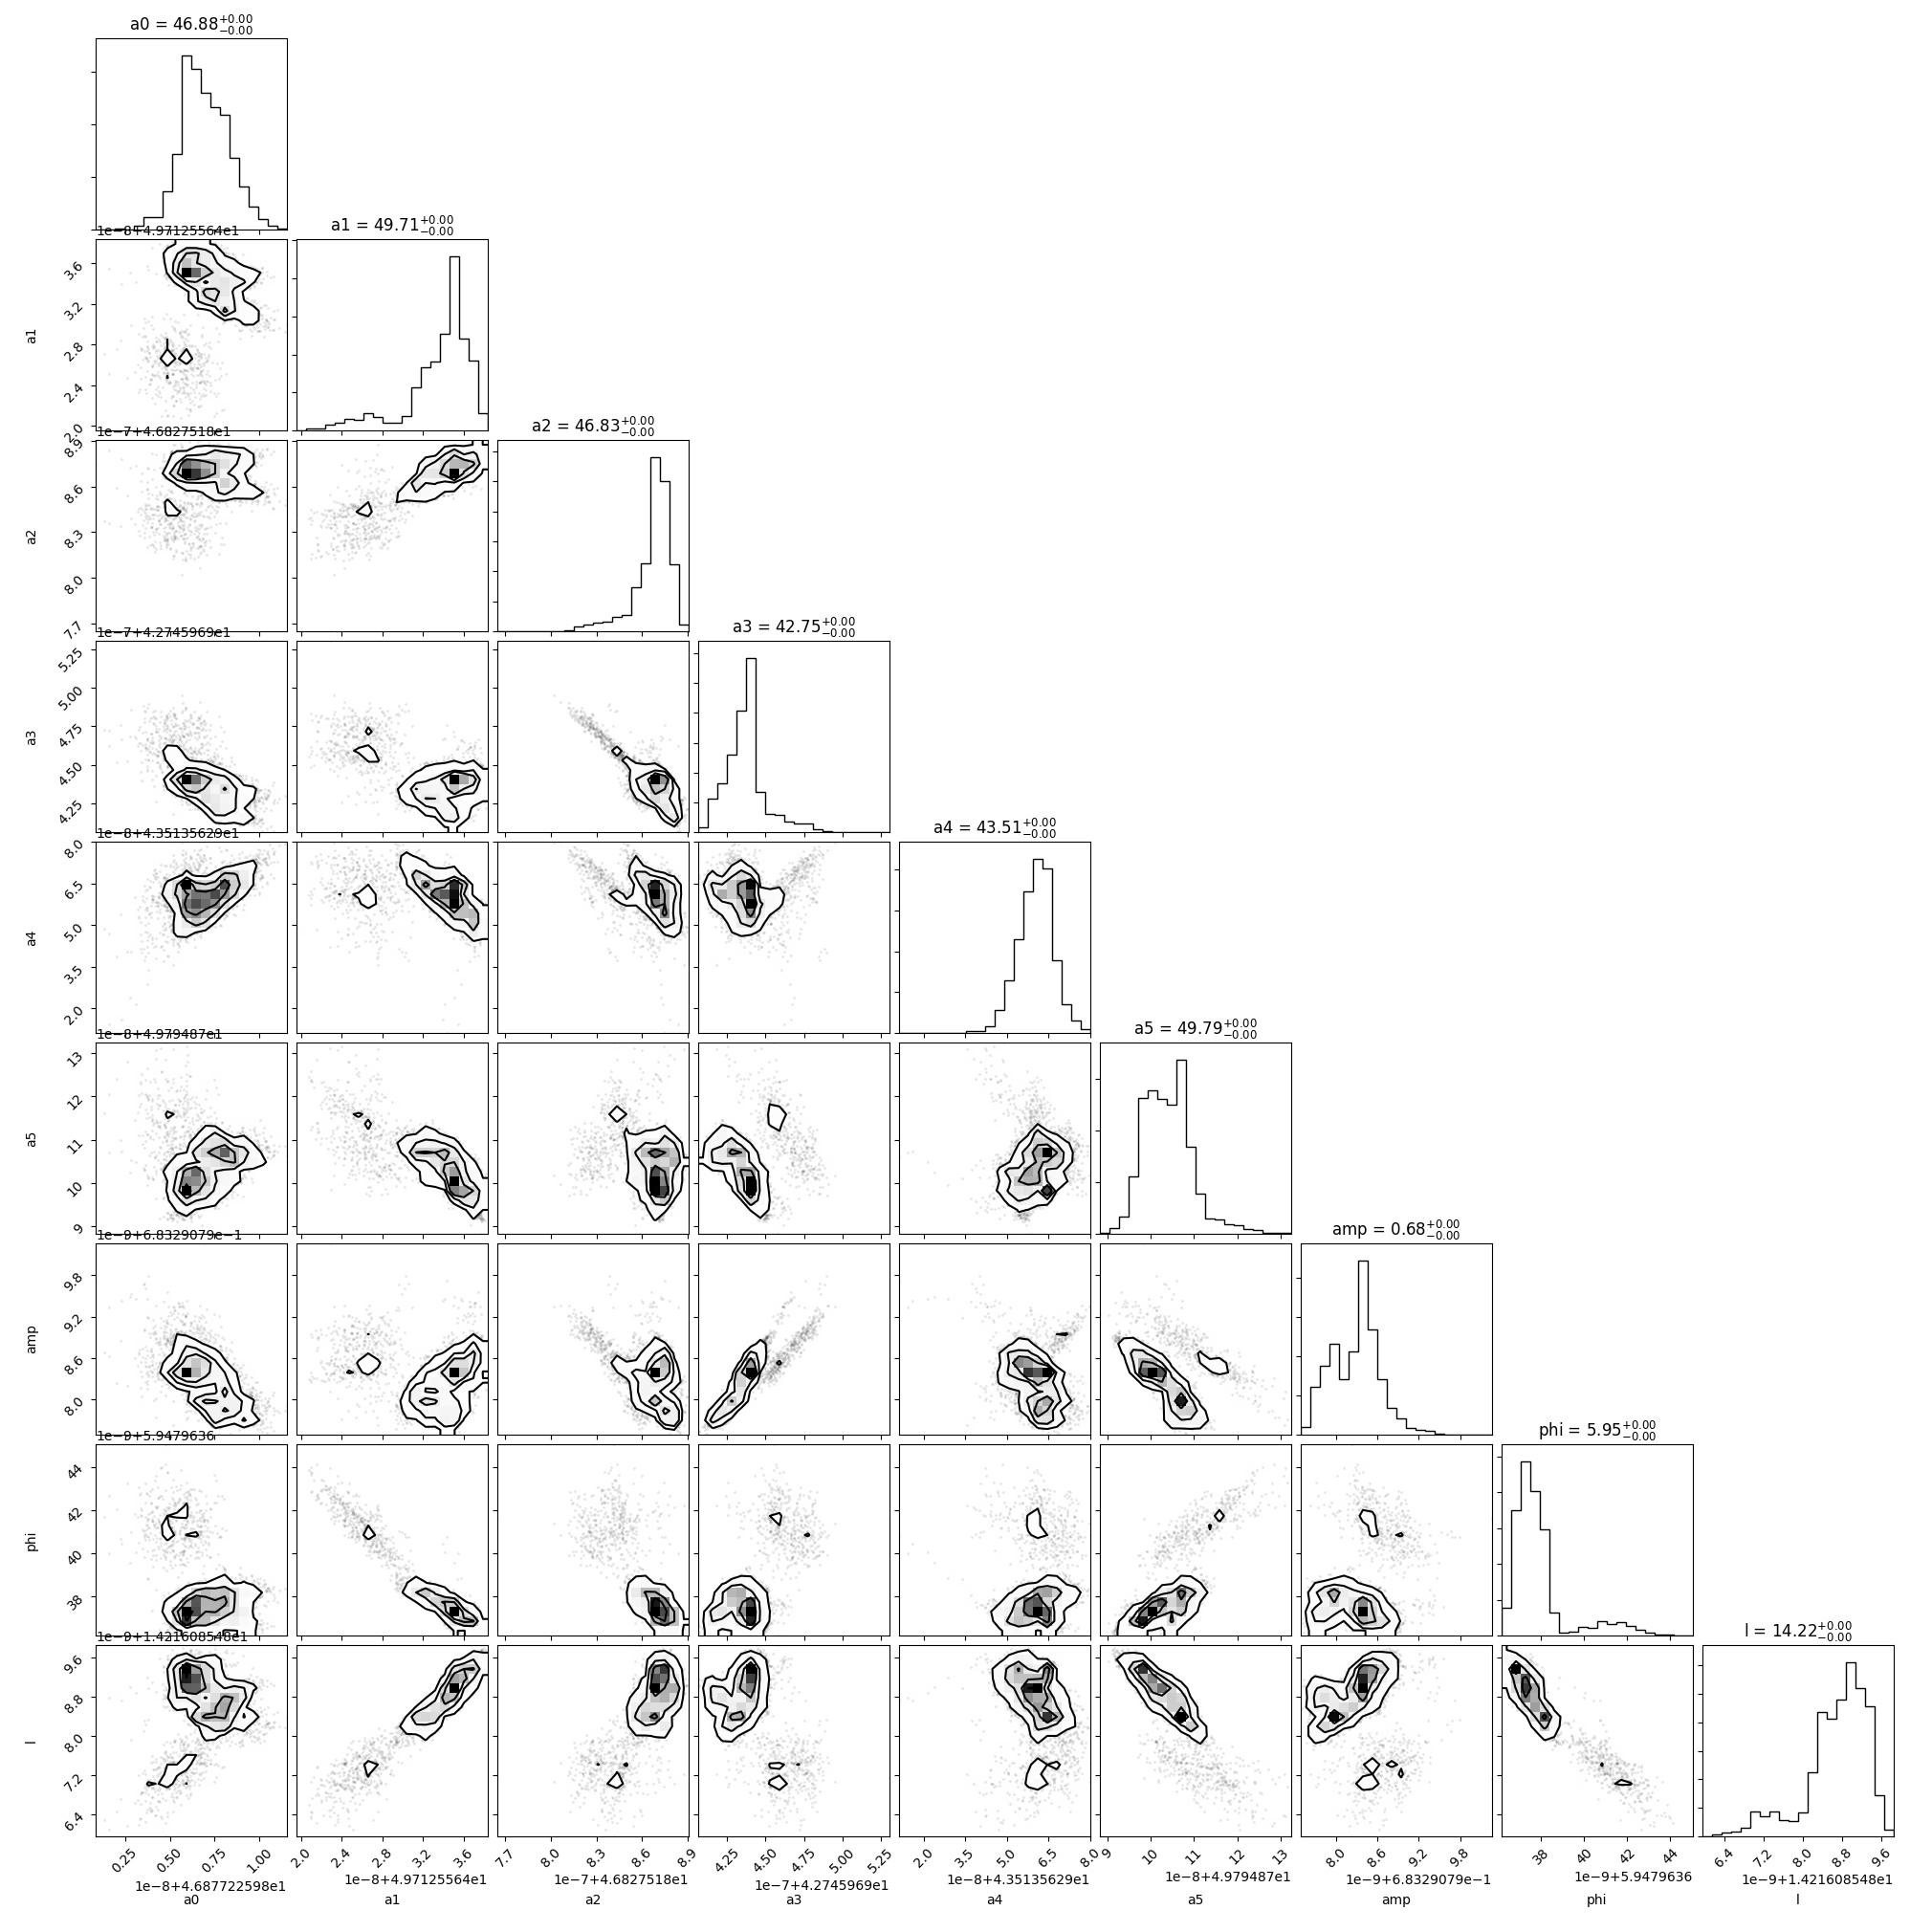 a0 = 46.88+0.00−0.00
1e−8+4.97125564e1
a1 = 49.71+0.00−0.00
a1
3.6
3.2
2.8
2.4
2.0
1e−7+4.6827518e1
a2 = 46.83+0.00−0.00
a2
8.9
8.6
8.3
8.0
7.7
1e−7+4.2745969e1
a3 = 42.75+0.00−0.00
a3
5.25
5.00
4.75
4.50
4.25
1e−8+4.35135629e1
a4 = 43.51+0.00−0.00
a4
8.0
6.5
5.0
3.5
2.0
1e−8+4.979487e1
a5 = 49.79+0.00−0.00
a5
13
12
11
10
9
1e−9+6.8329079e−1
amp = 0.68+0.00−0.00
amp
9.8
9.2
8.6
8.0
1e−9+5.9479636
phi = 5.95+0.00−0.00
phi
44
42
40
38
1e−9+1.421608548e1
l = 14.22+0.00−0.00
l
9.6
8.8
8.0
7.2
6.4
0.25 0.50 0.75 1.00 2.0 2.4 2.8 3.2 3.6 7.7 8.0 8.3 8.6 8.9 4.25 4.50 4.75 5.00 5.25 2.0 3.5 5.0 6.5 8.0 9 10 11 12 13 8.0 8.6 9.2 9.8 38 40 42 44 6.4 7.2 8.0 8.8 9.6
1e−8+4.687722598e1 1e−8+4.97125564e1 1e−7+4.6827518e1 1e−7+4.2745969e1 1e−8+4.35135629e1 1e−8+4.979487e1 1e−9+6.8329079e−1 1e−9+5.9479636 1e−9+1.421608548e1
a0 a1 a2 a3 a4 a5 amp phi l